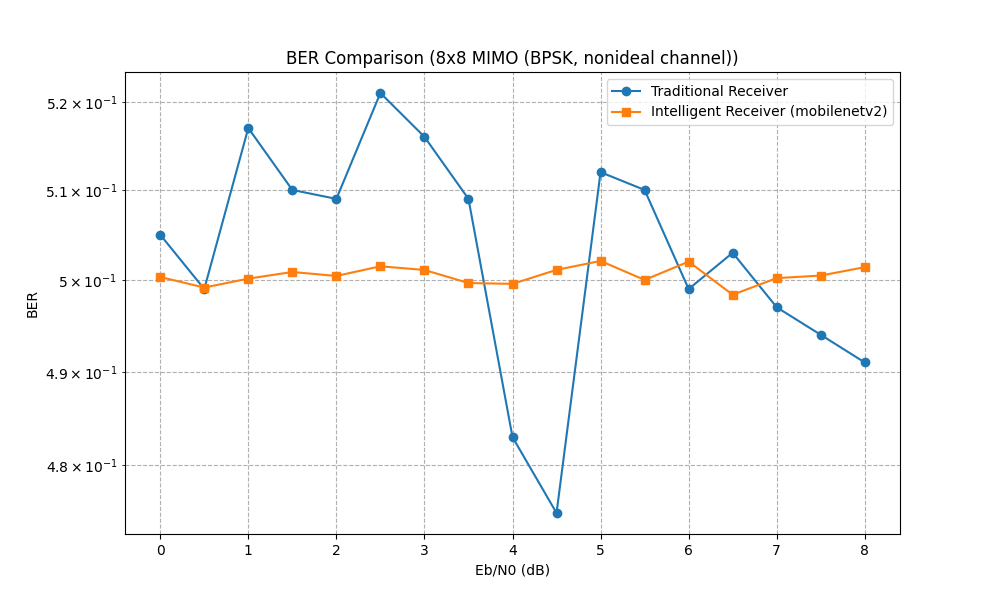 BER Comparison (8x8 MIMO (BPSK, nonideal channel))
Traditional Receiver
Intelligent Receiver (mobilenetv2)
5.2 × 10⁻¹
5.1 × 10⁻¹
5 × 10⁻¹
4.9 × 10⁻¹
4.8 × 10⁻¹
BER
0 1 2 3 4 5 6 7 8
Eb/N0 (dB)